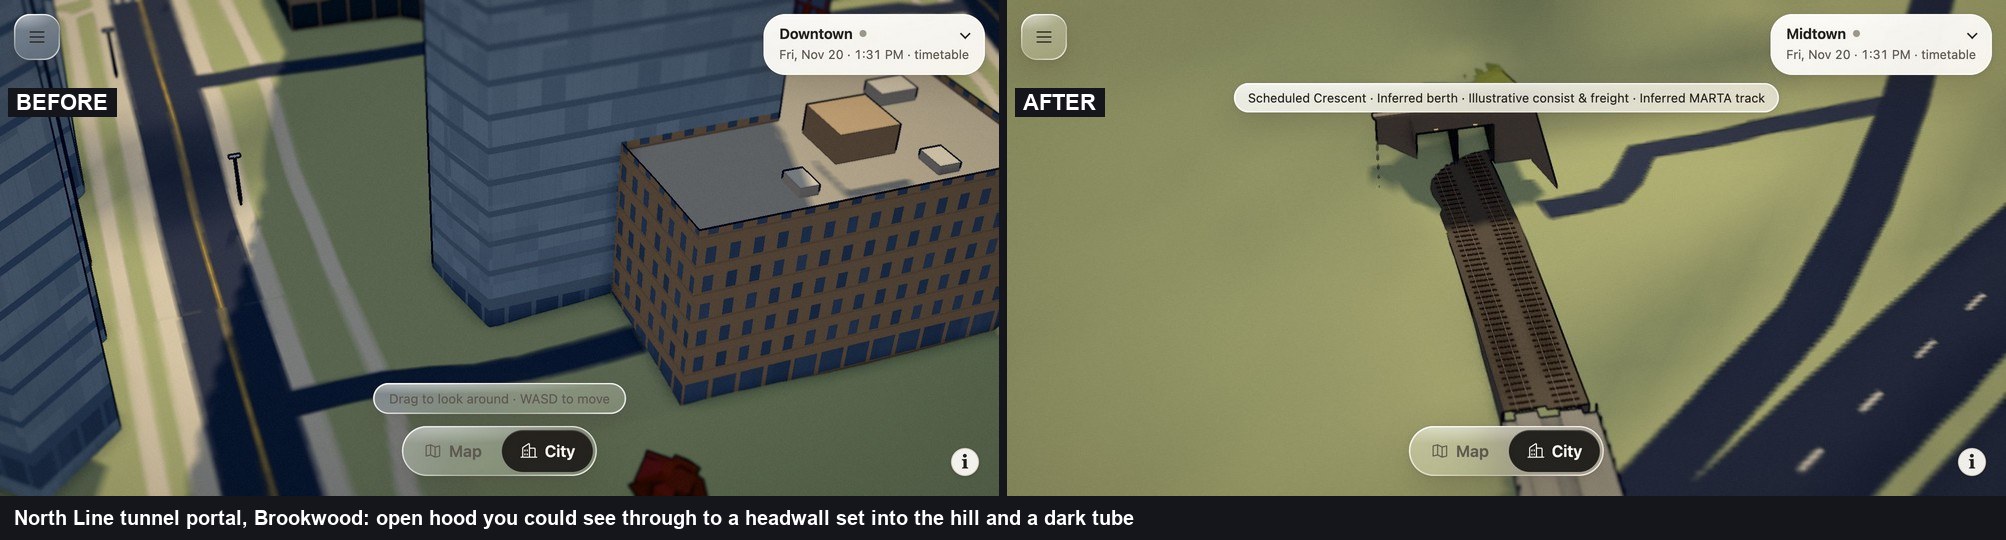 Downtown
Fri, Nov 20 · 1:31 PM · timetable
BEFORE
Drag to look around · WASD to move
Map
City
i
Midtown
Fri, Nov 20 · 1:31 PM · timetable
AFTER
Scheduled Crescent · Inferred berth · Illustrative consist & freight · Inferred MARTA track
Map
City
i
North Line tunnel portal, Brookwood: open hood you could see through to a headwall set into the hill and a dark tube